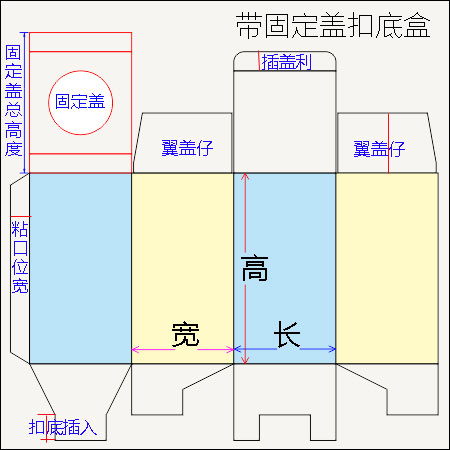 带固定盖扣底盒
固定盖总高度
固定盖
插盖利
翼盖仔
翼盖仔
粘口位宽
高
宽
长
扣底插入